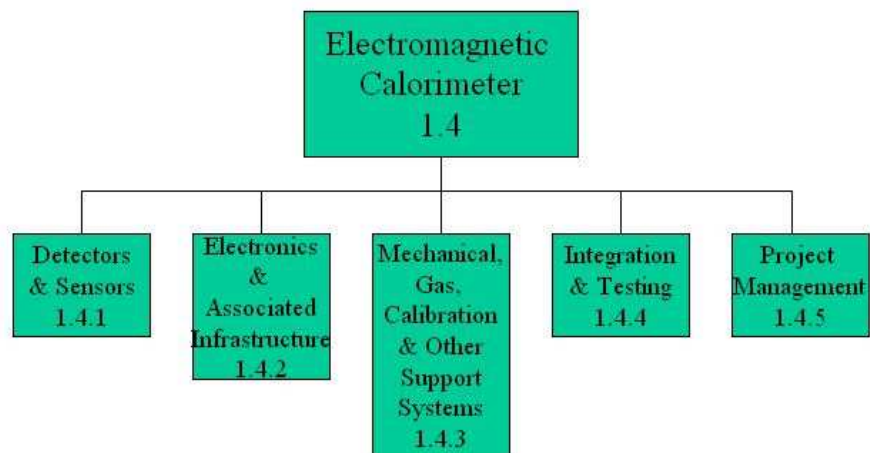 Electromagnetic
Calorimeter
1.4
Detectors
& Sensors
1.4.1
Electronics
&
Associated
Infrastructure
1.4.2
Mechanical,
Gas,
Calibration
& Other
Support
Systems
1.4.3
Integration
& Testing
1.4.4
Project
Management
1.4.5